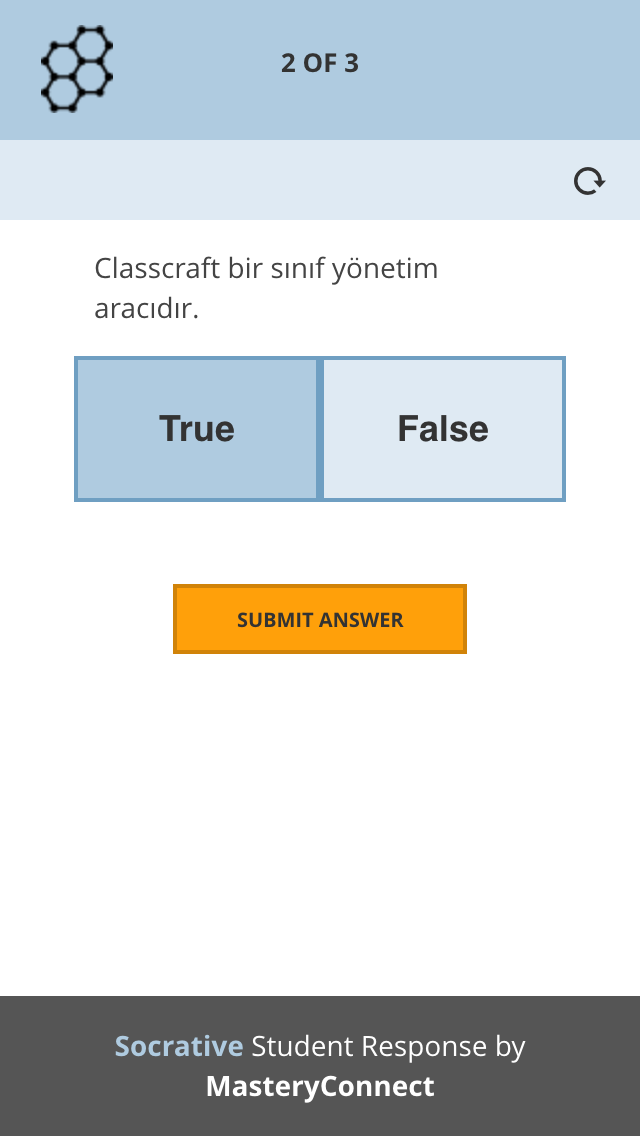 2 OF 3
Classcraft bir sınıf yönetim
aracıdır.
True
False
SUBMIT ANSWER
Socrative Student Response by
MasteryConnect